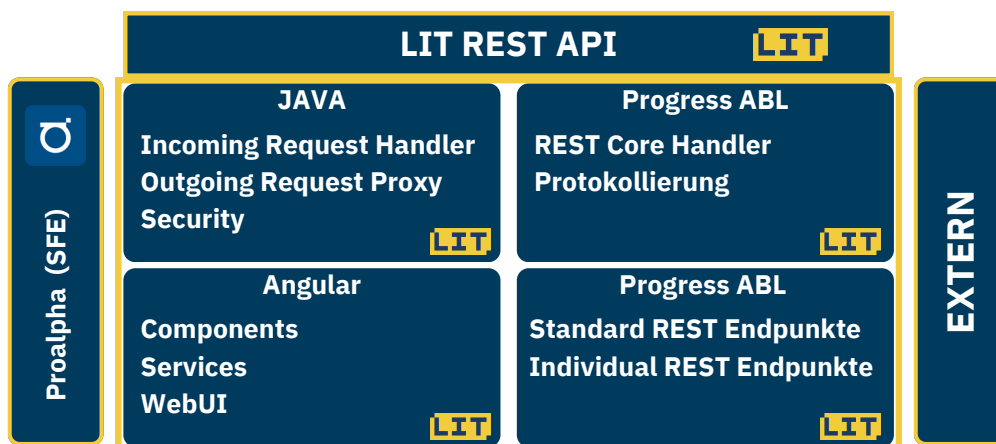 LIT REST API LIT
Proalpha (SFE)
JAVA
Incoming Request Handler
Outgoing Request Proxy
Security
LIT
Progress ABL
REST Core Handler
Protokollierung
LIT
Angular
Components
Services
WebUI
LIT
Progress ABL
Standard REST Endpunkte
Individual REST Endpunkte
LIT
EXTERN